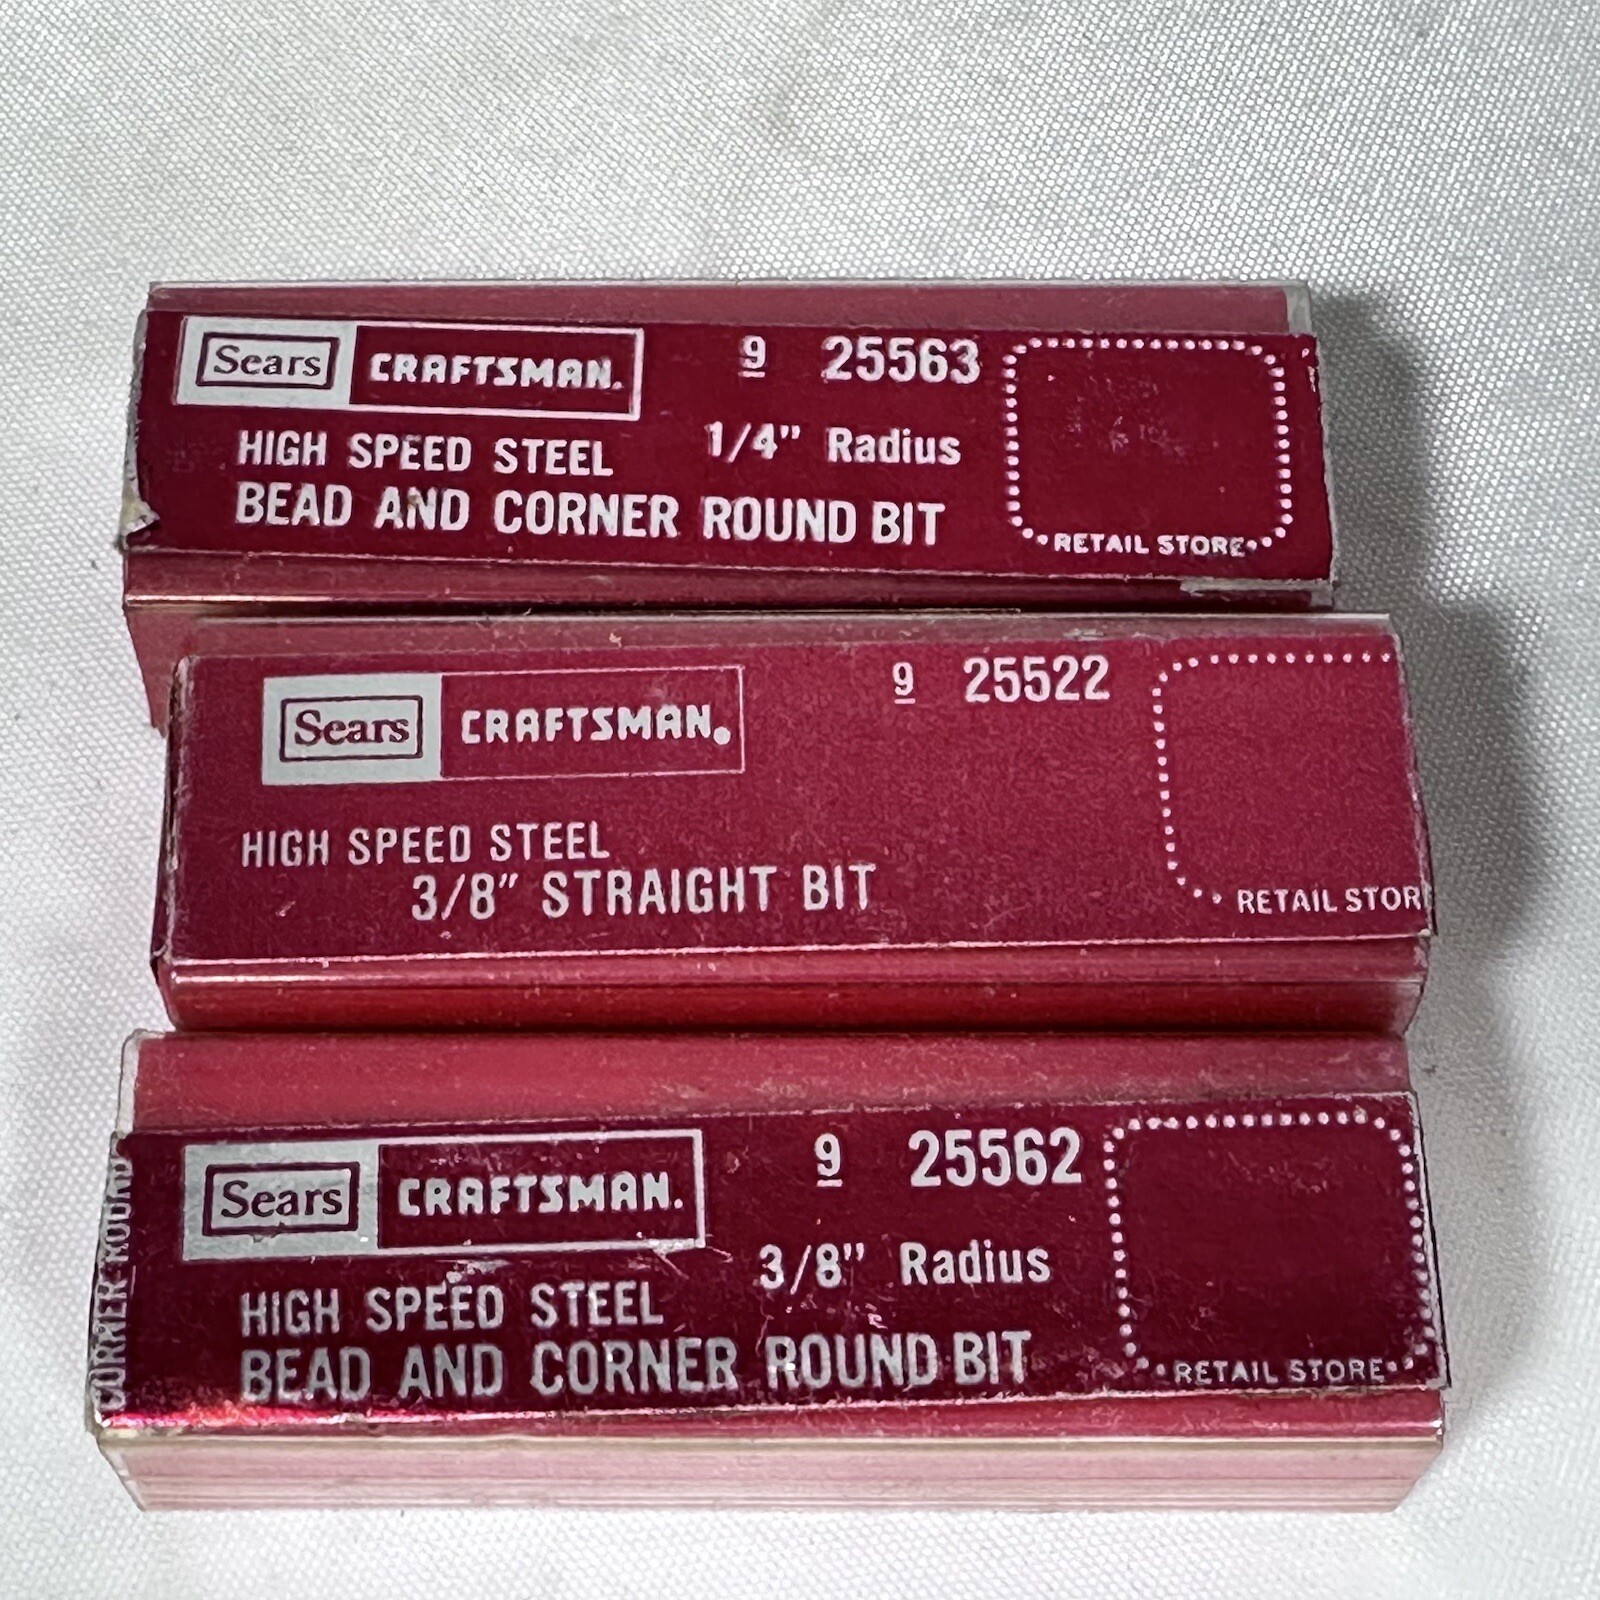 Sears CRAFTSMAN. 9 25563
HIGH SPEED STEEL 1/4" Radius
BEAD AND CORNER ROUND BIT
RETAIL STORE
Sears CRAFTSMAN. 9 25522
HIGH SPEED STEEL
3/8" STRAIGHT BIT
RETAIL STOR
CORNER ROUND
Sears CRAFTSMAN. 9 25562
3/8" Radius
HIGH SPEED STEEL
BEAD AND CORNER ROUND BIT
RETAIL STORE